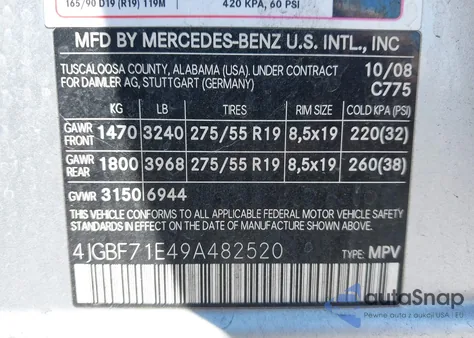 165/90 D19 (R19) 119M 420 KPA, 60 PSI
MFD BY MERCEDES-BENZ U.S. INTL., INC
TUSCALOOSA COUNTY, ALABAMA (USA). UNDER CONTRACT 10/08
FOR DAIMLER AG, STUTTGART (GERMANY) C775
KG LB TIRES RIM SIZE COLD KPA (PSI)
GAWR FRONT 1470 3240 275/55 R19 8,5x19 220(32)
GAWR REAR 1800 3968 275/55 R19 8,5x19 260(38)
GVWR 3150 6944
THIS VEHICLE CONFORMS TO ALL APPLICABLE FEDERAL MOTOR VEHICLE SAFETY
STANDARDS IN EFFECT ON THE DATE OF MANUFACTURE SHOWN ABOVE.
4JGBF71E49A482520 TYPE: MPV
autoSnap
Pewne auto z USA i EU